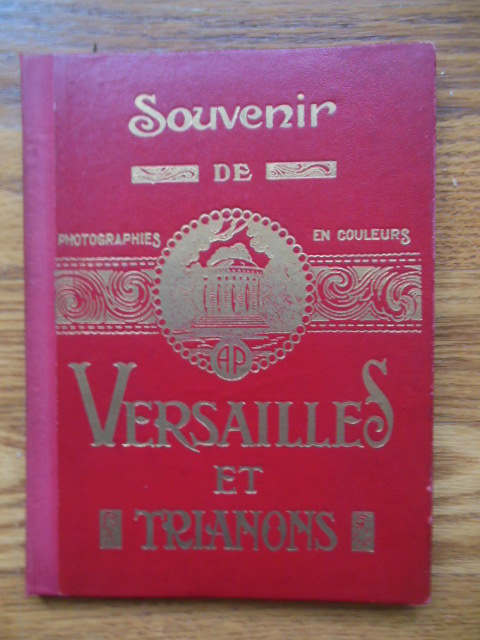 Souvenir
DE
PHOTOGRAPHIES EN COULEURS
AP
VERSAILLES
ET
TRIANONS